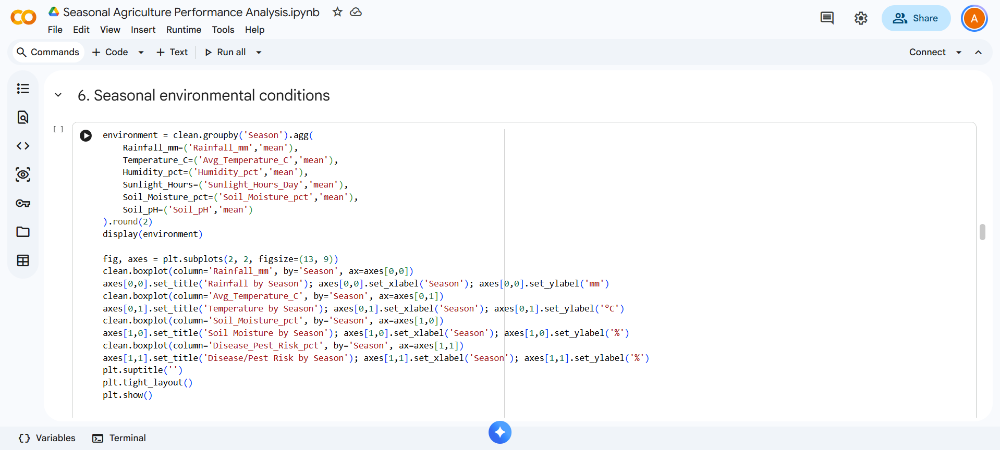 Seasonal Agriculture Performance Analysis.ipynb
File Edit View Insert Runtime Tools Help
Share
A
Commands + Code + Text Run all
Connect
6. Seasonal environmental conditions
[ ]
environment = clean.groupby('Season').agg(
    Rainfall_mm=('Rainfall_mm','mean'),
    Temperature_C=('Avg_Temperature_C','mean'),
    Humidity_pct=('Humidity_pct','mean'),
    Sunlight_Hours=('Sunlight_Hours_Day','mean'),
    Soil_Moisture_pct=('Soil_Moisture_pct','mean'),
    Soil_pH=('Soil_pH','mean')
).round(2)
display(environment)

fig, axes = plt.subplots(2, 2, figsize=(13, 9))
clean.boxplot(column='Rainfall_mm', by='Season', ax=axes[0,0])
axes[0,0].set_title('Rainfall by Season'); axes[0,0].set_xlabel('Season'); axes[0,0].set_ylabel('mm')
clean.boxplot(column='Avg_Temperature_C', by='Season', ax=axes[0,1])
axes[0,1].set_title('Temperature by Season'); axes[0,1].set_xlabel('Season'); axes[0,1].set_ylabel('°C')
clean.boxplot(column='Soil_Moisture_pct', by='Season', ax=axes[1,0])
axes[1,0].set_title('Soil Moisture by Season'); axes[1,0].set_xlabel('Season'); axes[1,0].set_ylabel('%')
clean.boxplot(column='Disease_Pest_Risk_pct', by='Season', ax=axes[1,1])
axes[1,1].set_title('Disease/Pest Risk by Season'); axes[1,1].set_xlabel('Season'); axes[1,1].set_ylabel('%')
plt.suptitle('')
plt.tight_layout()
plt.show()
Variables Terminal